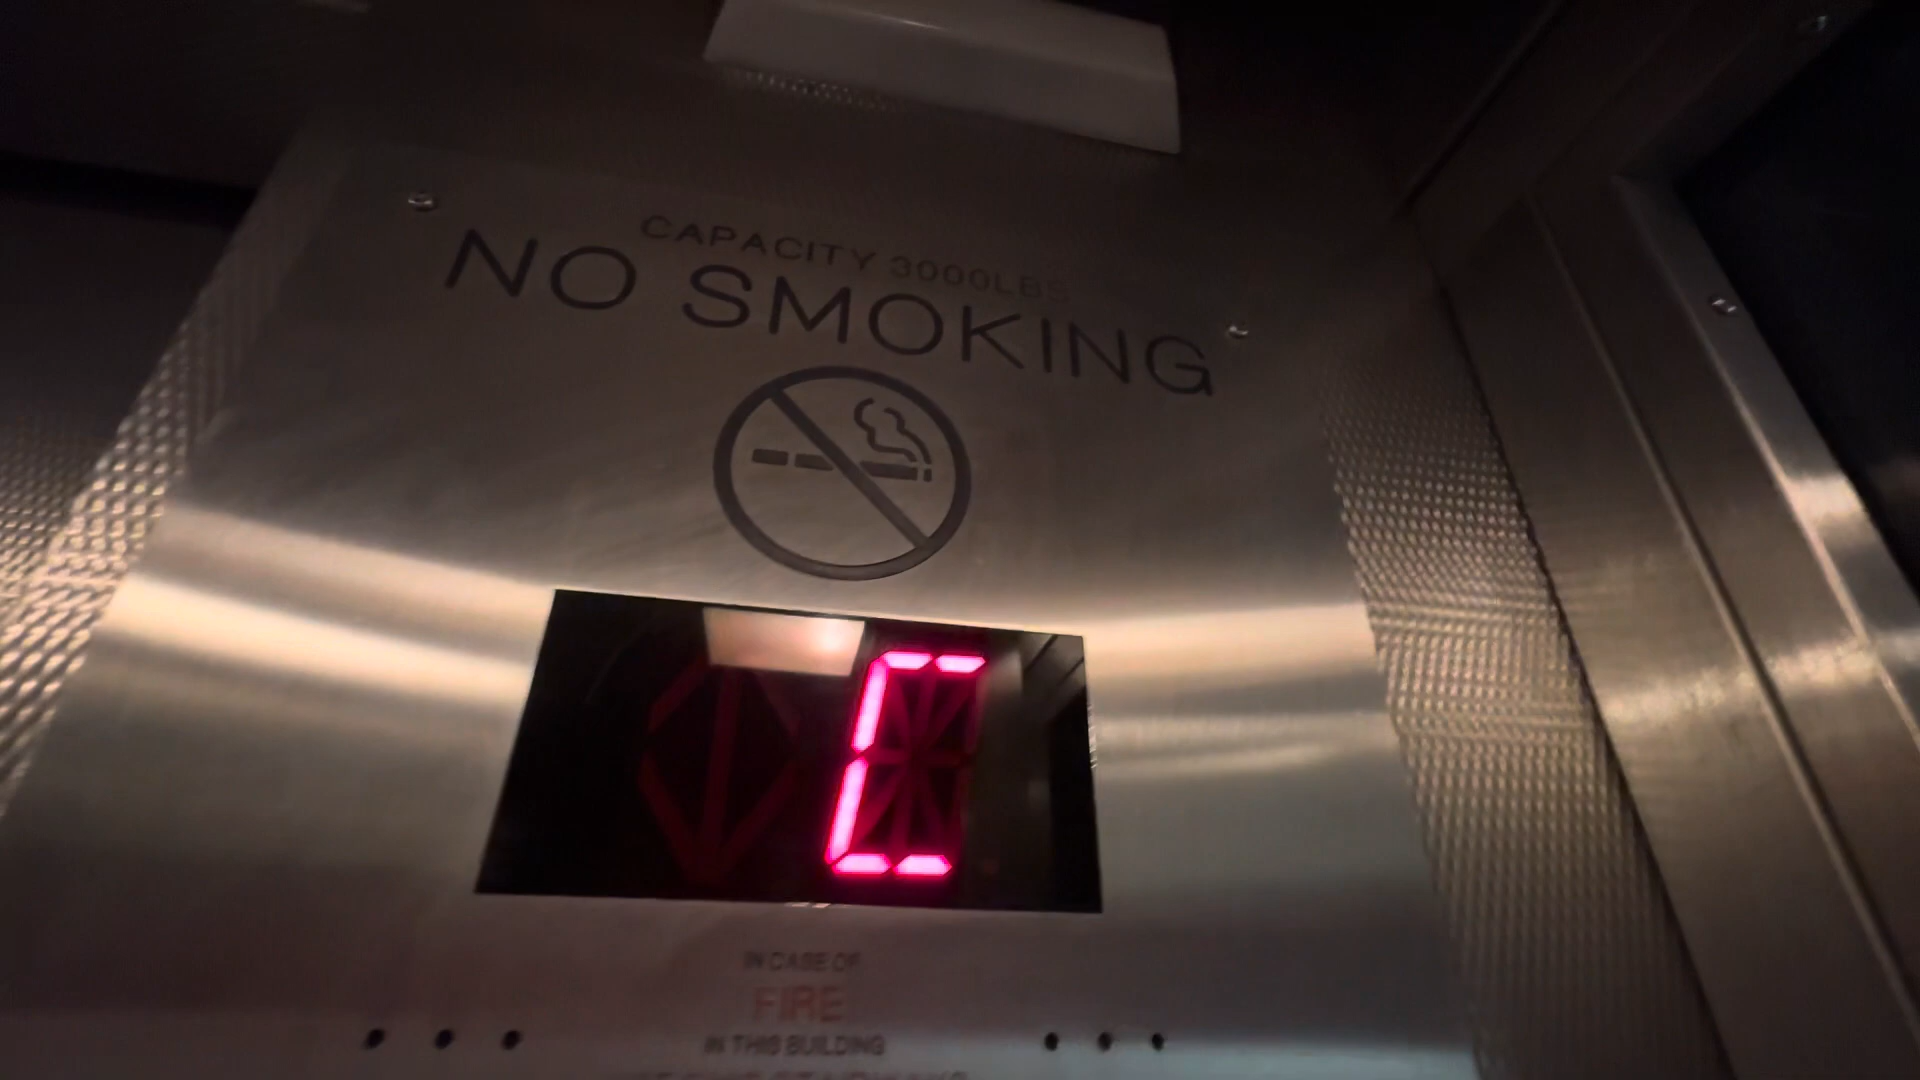 CAPACITY 3000LBS
NO SMOKING
C
IN CASE OF
FIRE
IN THIS BUILDING